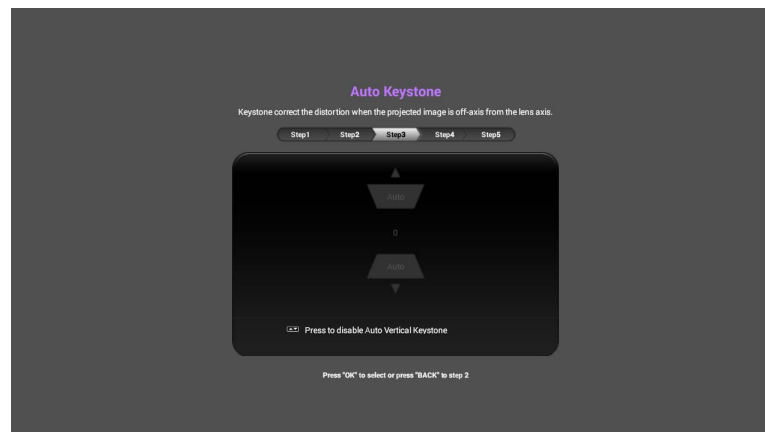 Auto Keystone
Keystone correct the distortion when the projected image is off-axis from the lens axis.
Step1 Step2 Step3 Step4 Step5
Auto
0
Auto
Press to disable Auto Vertical Keystone
Press "OK" to select or press "BACK" to step 2